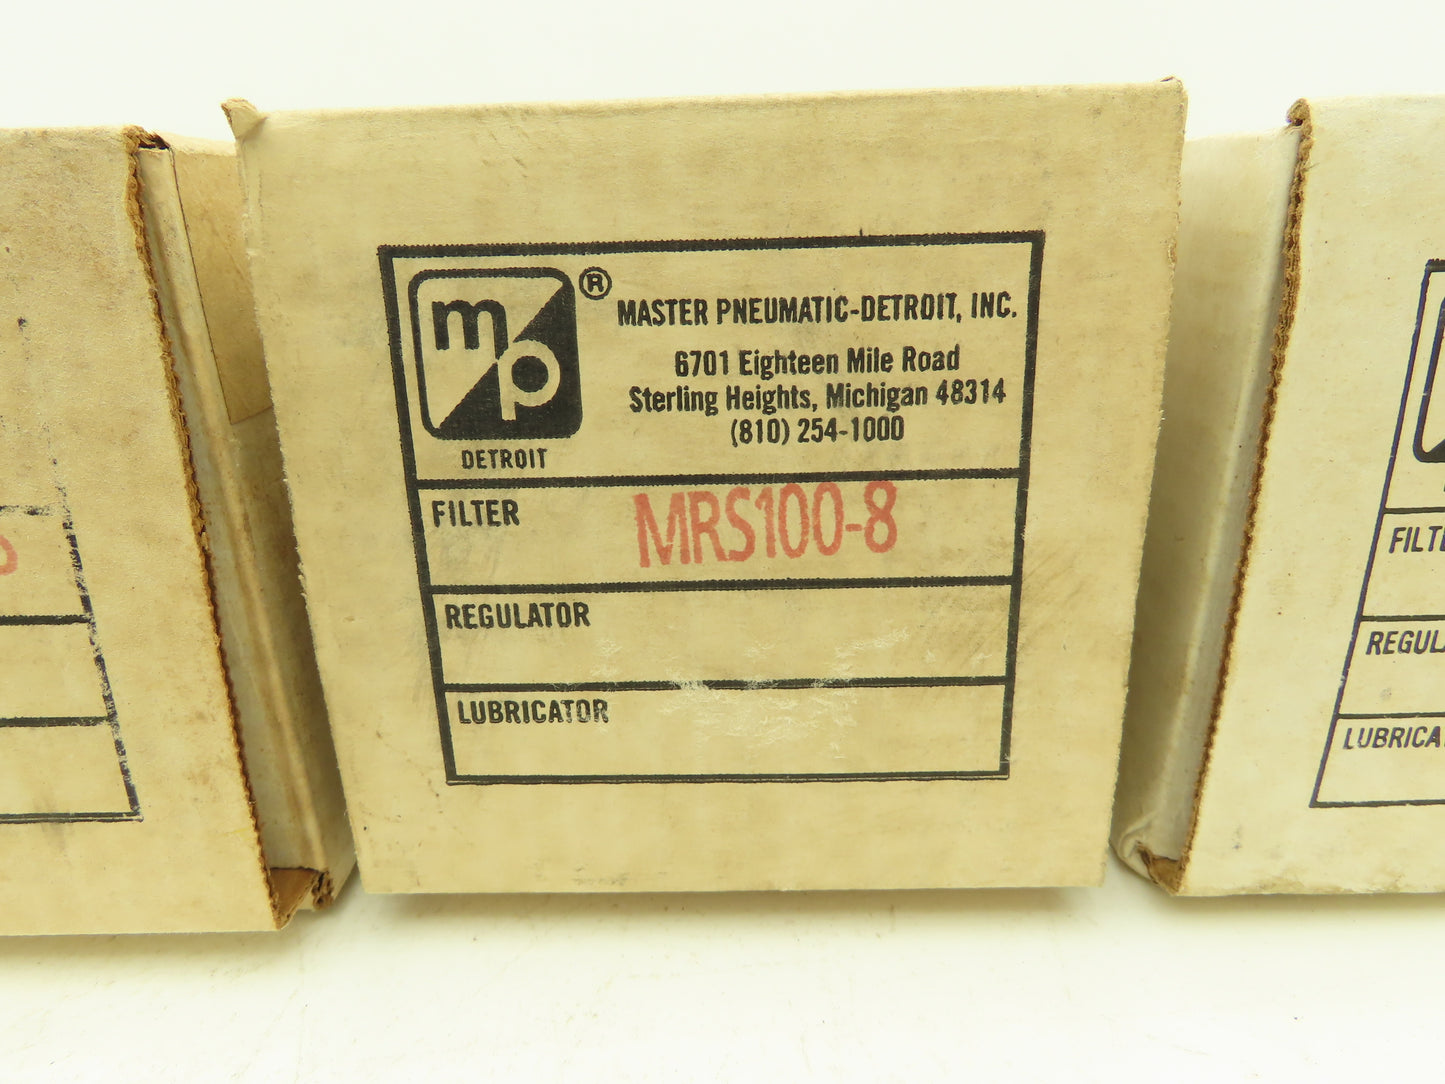 mp ®
DETROIT
MASTER PNEUMATIC-DETROIT, INC.
6701 Eighteen Mile Road
Sterling Heights, Michigan 48314
(810) 254-1000
FILTER MRS100-8
REGULATOR
LUBRICATOR